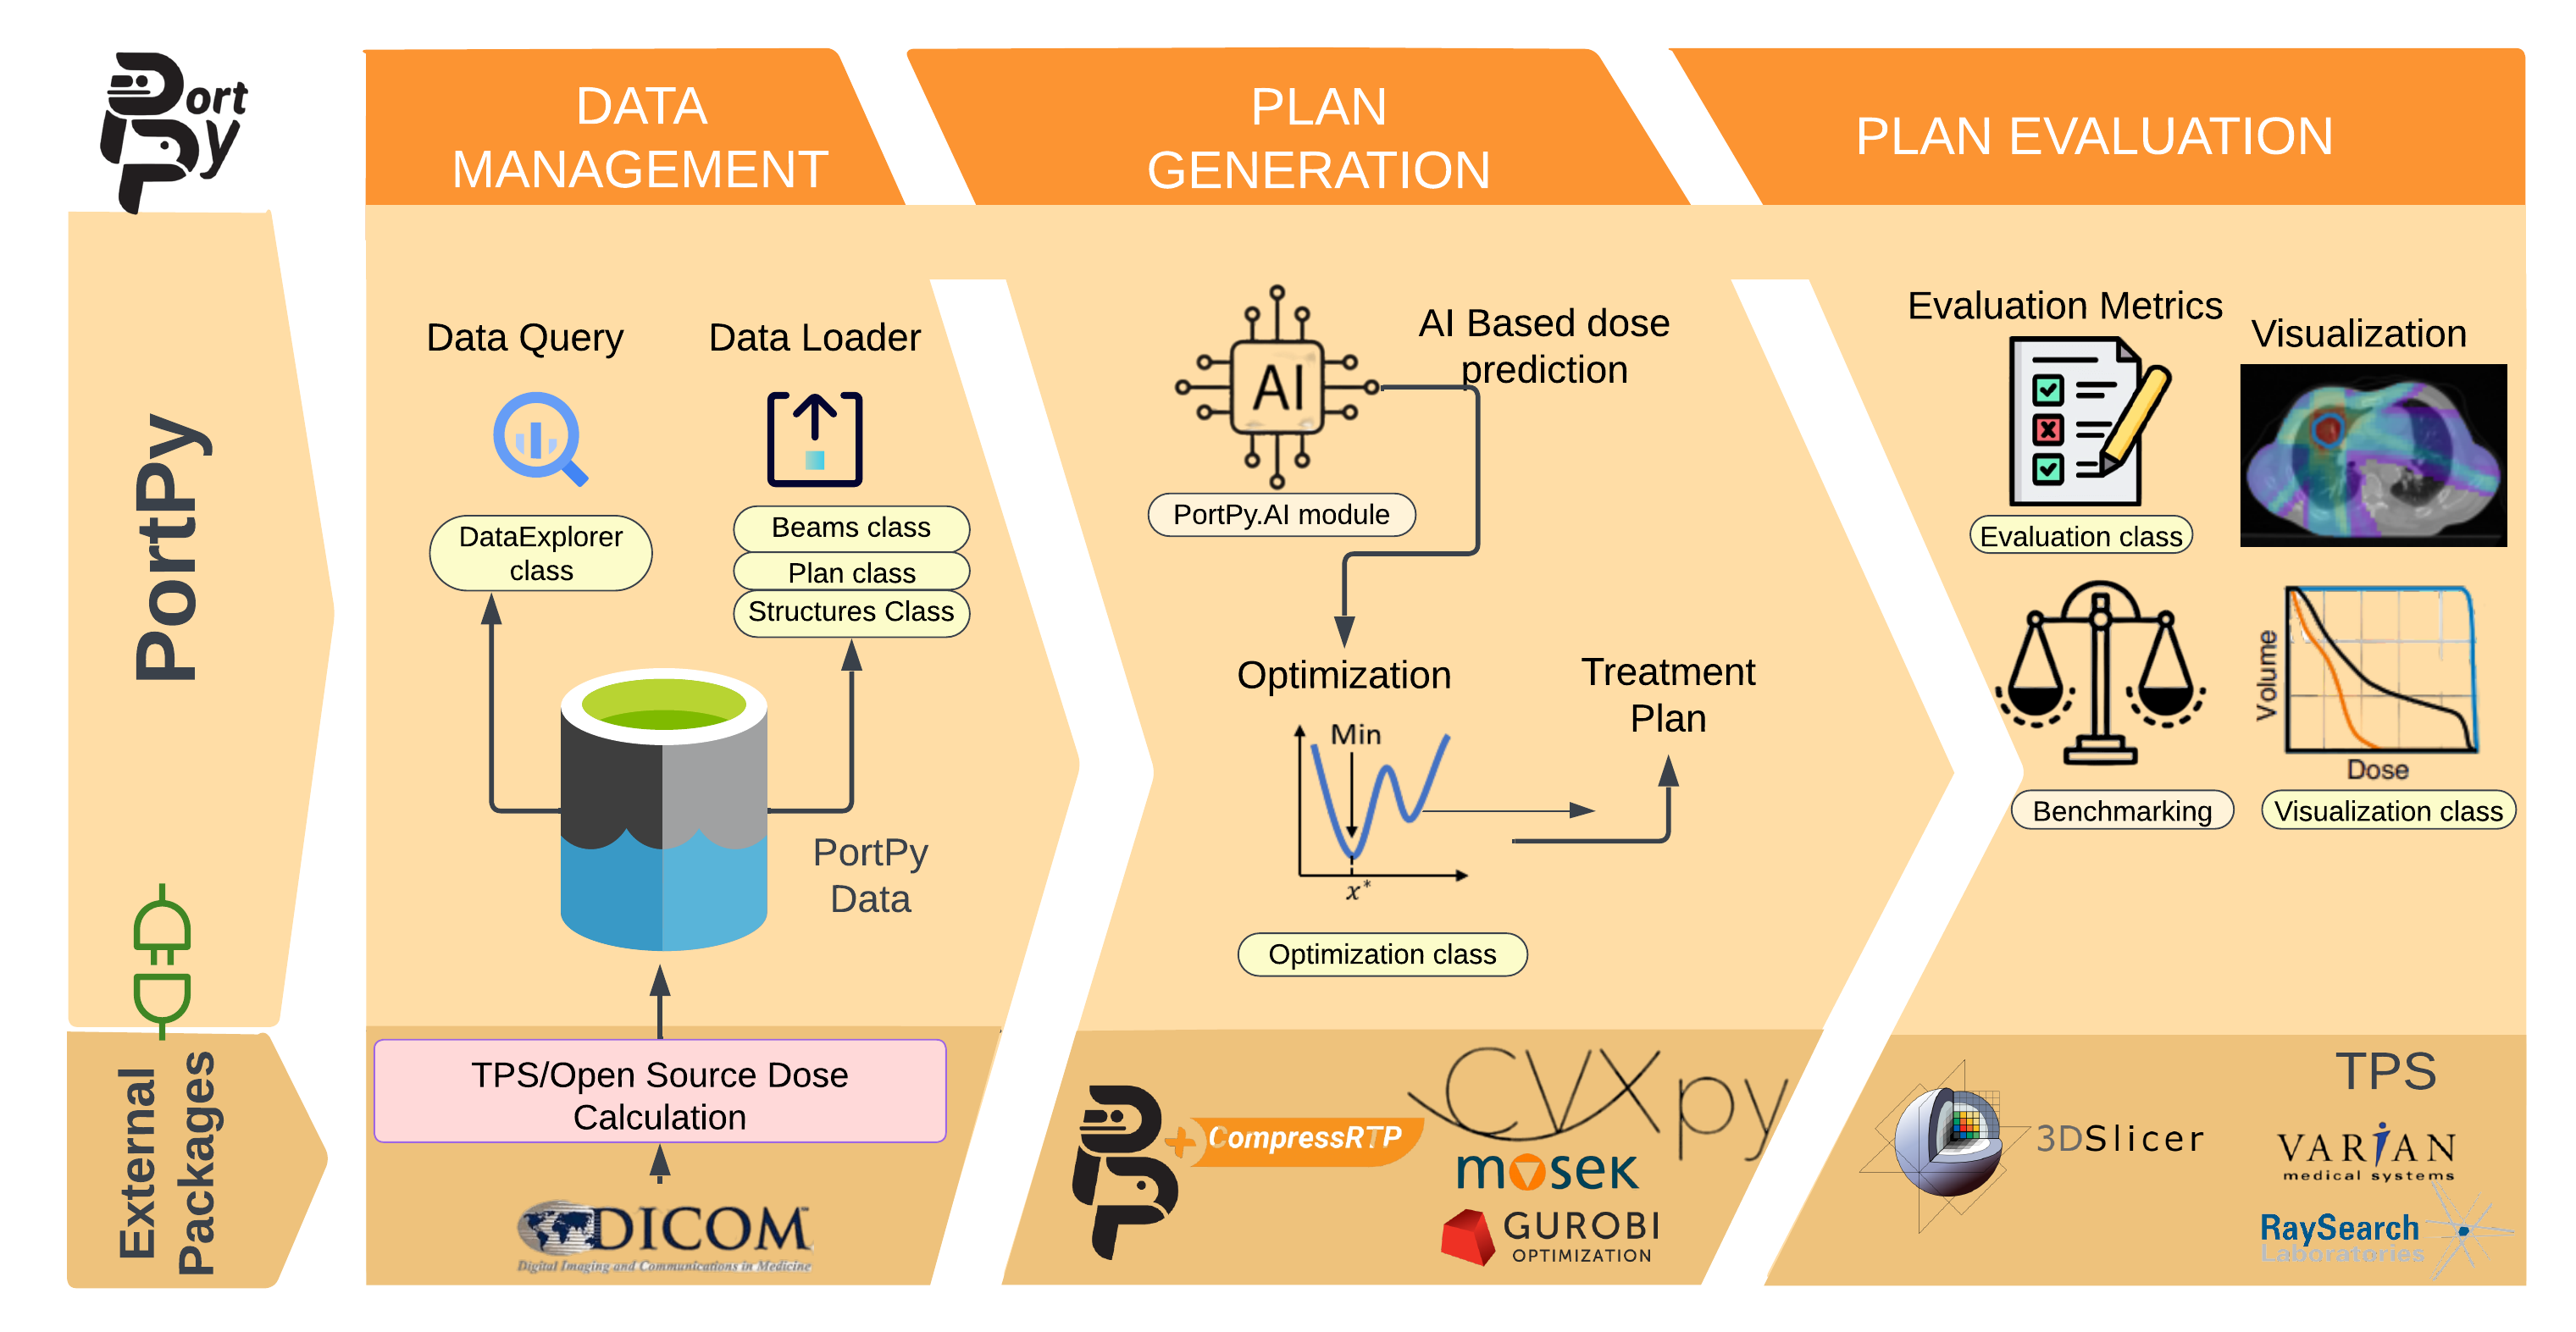 Port
Py
DATA
MANAGEMENT
PLAN
GENERATION
PLAN EVALUATION
PortPy
External
Packages
Data Query
Data Loader
DataExplorer
class
Beams class
Plan class
Structures Class
PortPy
Data
TPS/Open Source Dose
Calculation
DICOM
Digital Imaging and Communications in Medicine
AI
AI Based dose
prediction
PortPy.AI module
Optimization
Min
x*
Treatment
Plan
Optimization class
+ CompressRTP
CVXpy
mosek
GUROBI
OPTIMIZATION
Evaluation Metrics
Visualization
Evaluation class
Volume
Dose
Benchmarking
Visualization class
3DSlicer
TPS
VARIAN
medical systems
RaySearch
Laboratories